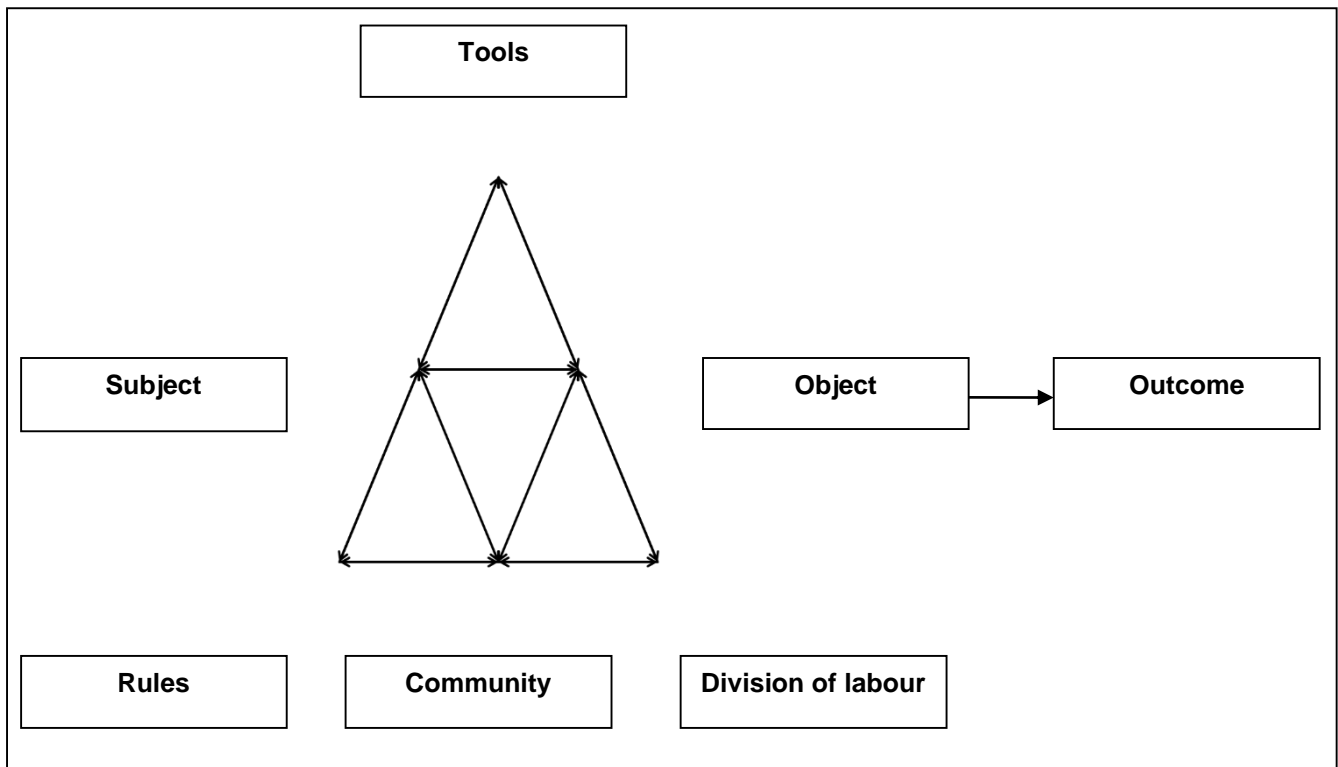 Tools
Subject
Object
Outcome
Rules
Community
Division of labour